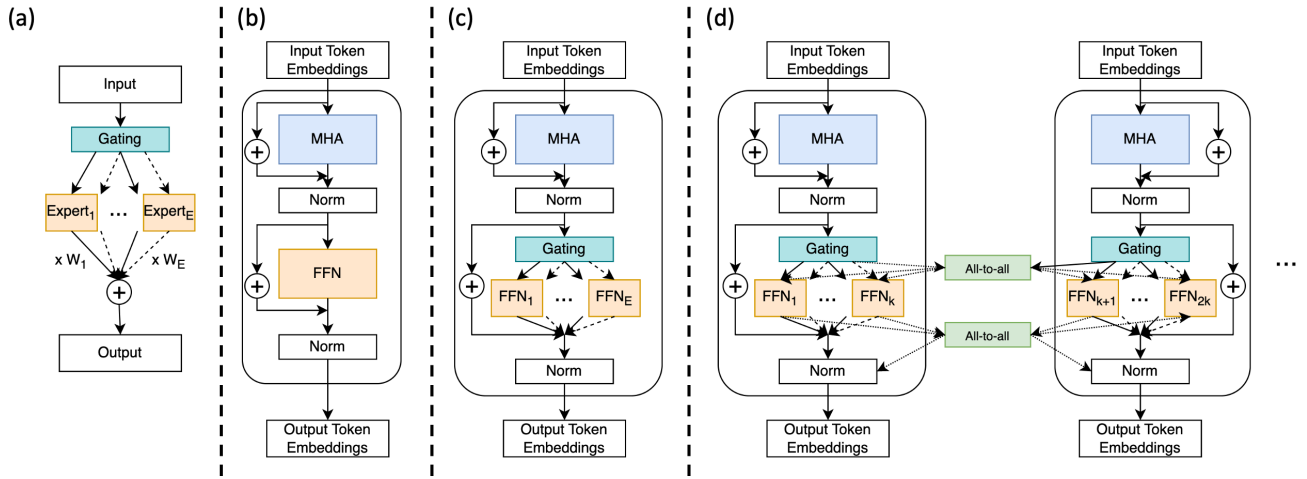 (a)
Input
Gating
Expert1
...
ExpertE
x W1
x WE
+
Output
(b)
Input Token
Embeddings
MHA
+
Norm
FFN
+
Norm
Output Token
Embeddings
(c)
Input Token
Embeddings
MHA
+
Norm
Gating
FFN1
...
FFNE
+
Norm
Output Token
Embeddings
(d)
Input Token
Embeddings
MHA
+
Norm
Gating
FFN1
...
FFNk
+
Norm
Output Token
Embeddings
All-to-all
All-to-all
Input Token
Embeddings
MHA
+
Norm
Gating
FFNk+1
...
FFN2k
+
Norm
Output Token
Embeddings
...